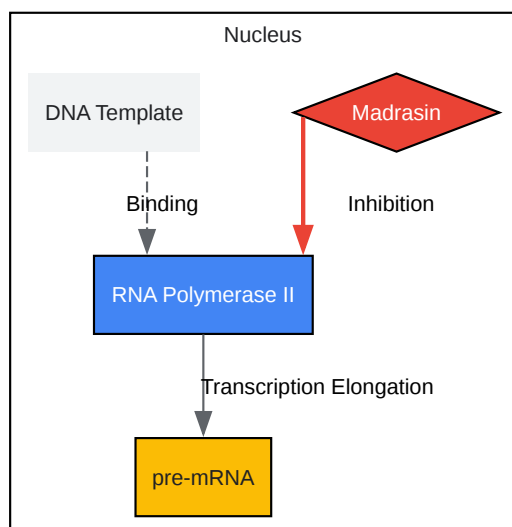 Nucleus
DNA Template
Madrasin
Binding
Inhibition
RNA Polymerase II
Transcription Elongation
pre-mRNA